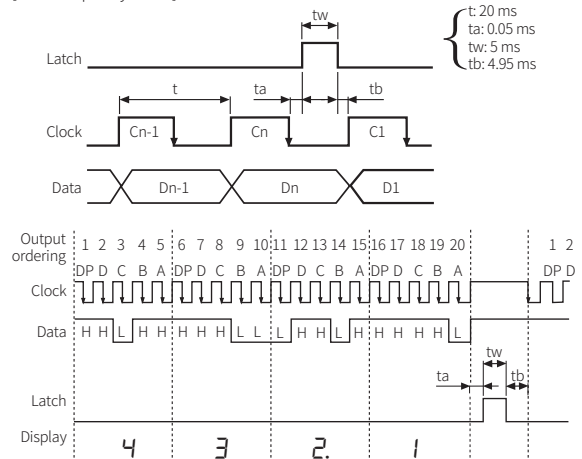 tw
t: 20 ms
ta: 0.05 ms
tw: 5 ms
tb: 4.95 ms
Latch
t ta tb
Clock Cn-1 Cn C1
Data Dn-1 Dn D1
Output ordering 1 2 3 4 5 6 7 8 9 10 11 12 13 14 15 16 17 18 19 20 1 2
DP D C B A DP D C B A DP D C B A DP D C B A DP D
Clock
Data H H L H H H H H L L L H H L H H H H H L
tw
ta tb
Latch
Display 4 3 2. 1